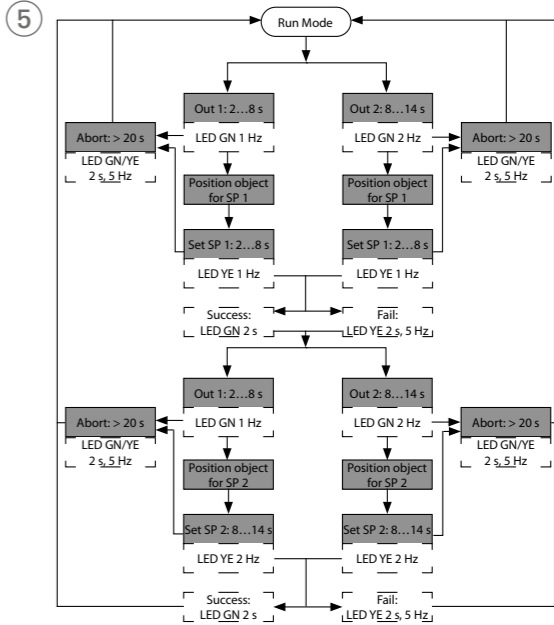 5
Run Mode
Out 1: 2…8 s
Out 2: 8…14 s
LED GN 1 Hz
LED GN 2 Hz
Abort: > 20 s
LED GN/YE
2 s, 5 Hz
Abort: > 20 s
LED GN/YE
2 s, 5 Hz
Position object
for SP 1
Position object
for SP 1
Set SP 1: 2…8 s
Set SP 1: 2…8 s
LED YE 1 Hz
LED YE 1 Hz
Success:
LED GN 2 s
Fail:
LED YE 2 s, 5 Hz
Out 1: 2…8 s
Out 2: 8…14 s
LED GN 1 Hz
LED GN 2 Hz
Abort: > 20 s
LED GN/YE
2 s, 5 Hz
Abort: > 20 s
LED GN/YE
2 s, 5 Hz
Position object
for SP 2
Position object
for SP 2
Set SP 2: 8…14 s
Set SP 2: 8…14 s
LED YE 2 Hz
LED YE 2 Hz
Success:
LED GN 2 s
Fail:
LED YE 2 s, 5 Hz